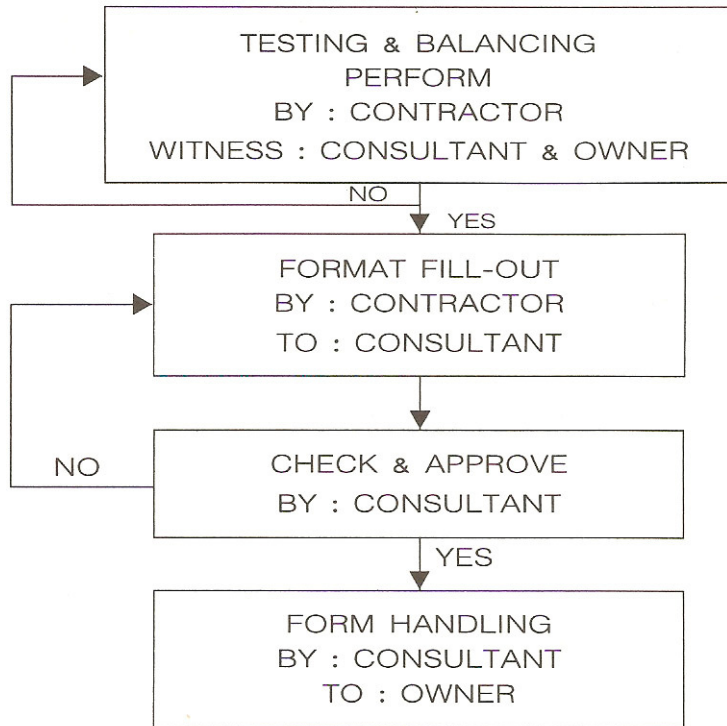 TESTING & BALANCING
PERFORM
BY : CONTRACTOR
WITNESS : CONSULTANT & OWNER
NO
YES
FORMAT FILL-OUT
BY : CONTRACTOR
TO : CONSULTANT
NO
CHECK & APPROVE
BY : CONSULTANT
YES
FORM HANDLING
BY : CONSULTANT
TO : OWNER